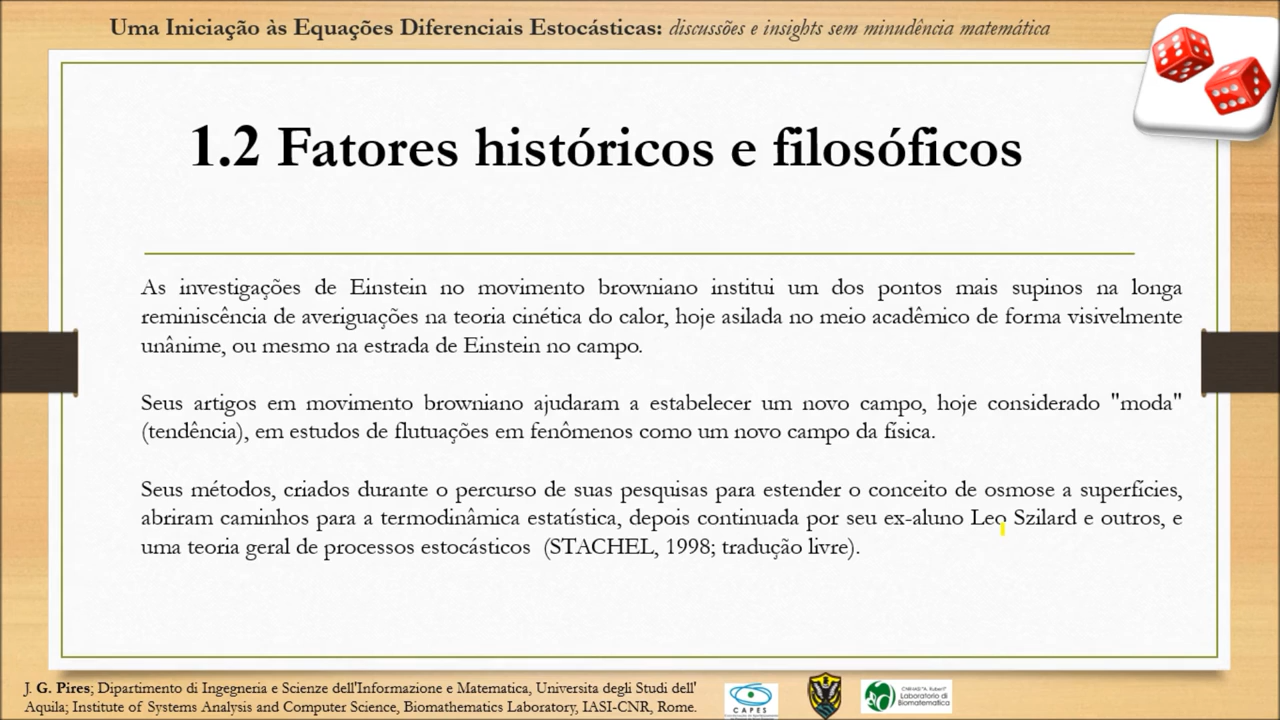 Uma Iniciação às Equações Diferenciais Estocásticas: discussões e insights sem minudência matemática
1.2 Fatores históricos e filosóficos
As investigações de Einstein no movimento browniano institui um dos pontos mais supinos na longa
reminiscência de averiguações na teoria cinética do calor, hoje asilada no meio acadêmico de forma visivelmente
unânime, ou mesmo na estrada de Einstein no campo.
Seus artigos em movimento browniano ajudaram a estabelecer um novo campo, hoje considerado "moda"
(tendência), em estudos de flutuações em fenômenos como um novo campo da física.
Seus métodos, criados durante o percurso de suas pesquisas para estender o conceito de osmose a superfícies,
abriram caminhos para a termodinâmica estatística, depois continuada por seu ex-aluno Leo Szilard e outros, e
uma teoria geral de processos estocásticos (STACHEL, 1998; tradução livre).
J. G. Pires; Dipartimento di Ingegneria e Scienze dell'Informazione e Matematica, Universita degli Studi dell'
Aquila; Institute of Systems Analysis and Computer Science, Biomathematics Laboratory, IASI-CNR, Rome.
CAPES
Laboratorio di
Biomatematica